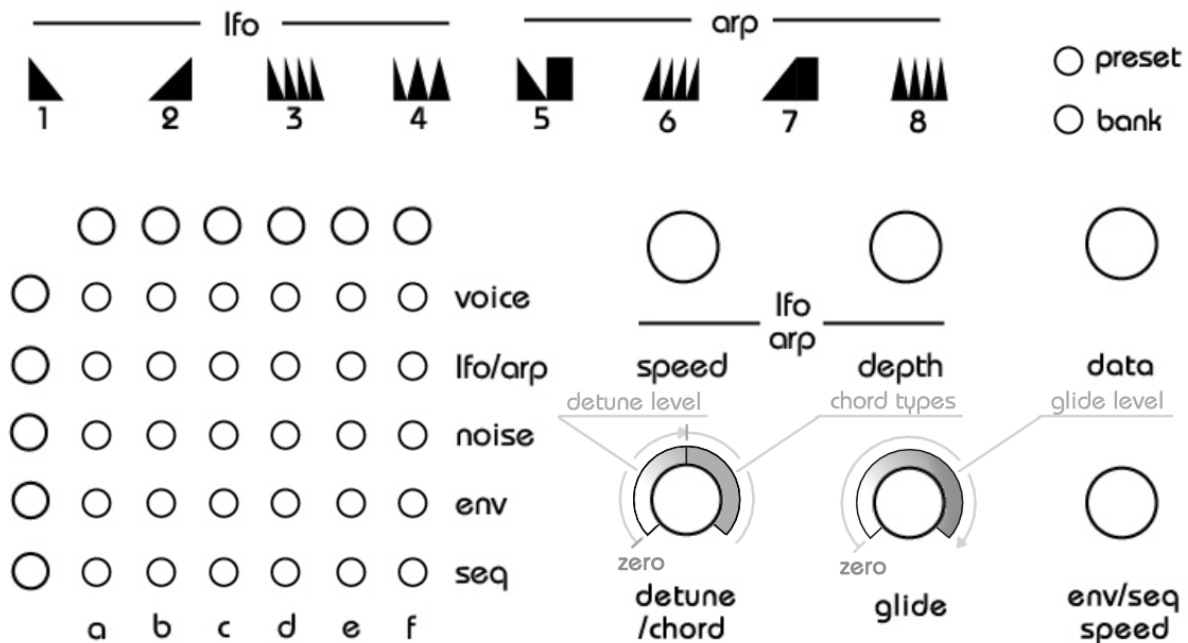 lfo
arp
1 2 3 4 5 6 7 8
preset
bank
voice
lfo/arp
noise
env
seq
a b c d e f
lfo
arp
speed
depth
data
detune level
chord types
glide level
zero
zero
detune
/chord
glide
env/seq
speed